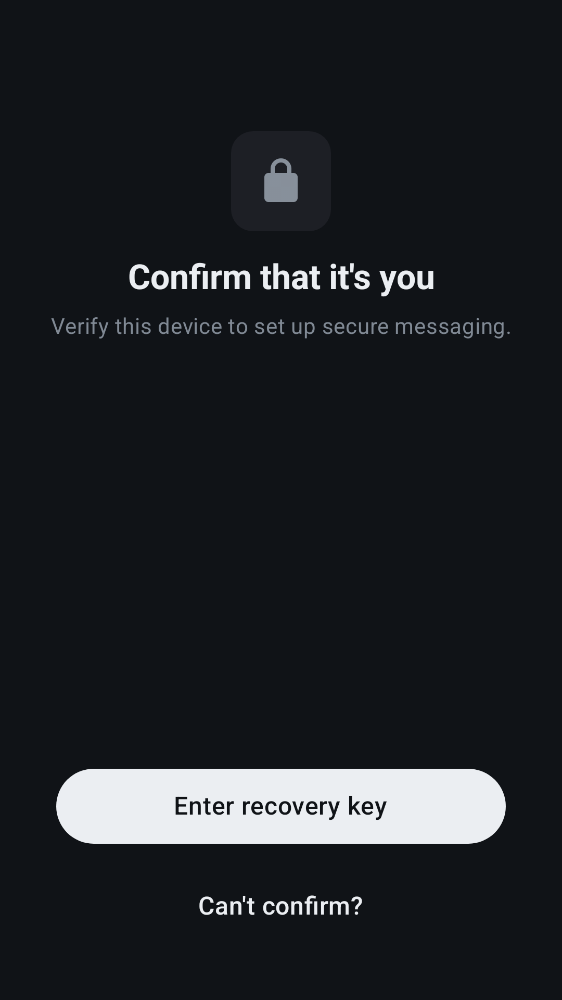 Confirm that it's you
Verify this device to set up secure messaging.
Enter recovery key
Can't confirm?